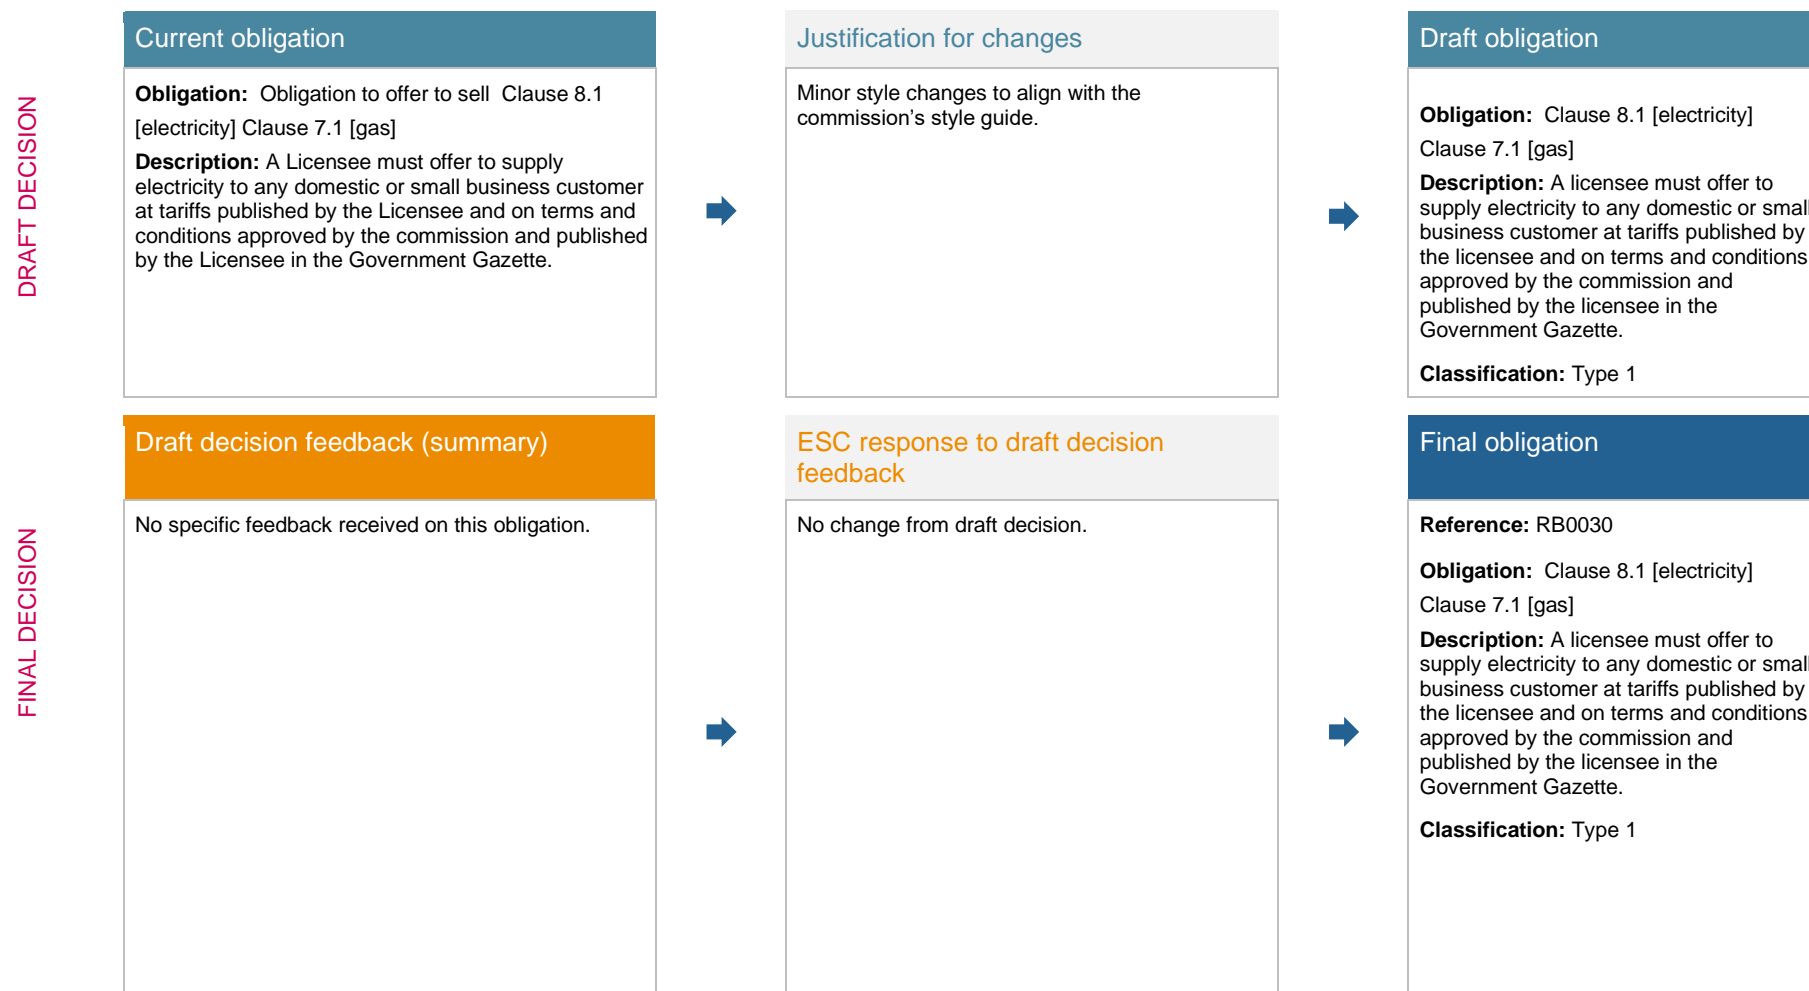 DRAFT DECISION
Current obligation
Obligation: Obligation to offer to sell Clause 8.1
[electricity] Clause 7.1 [gas]
Description: A Licensee must offer to supply
electricity to any domestic or small business customer
at tariffs published by the Licensee and on terms and
conditions approved by the commission and published
by the Licensee in the Government Gazette.
Justification for changes
Minor style changes to align with the
commission’s style guide.
Draft obligation
Obligation: Clause 8.1 [electricity]
Clause 7.1 [gas]
Description: A licensee must offer to
supply electricity to any domestic or small
business customer at tariffs published by
the licensee and on terms and conditions
approved by the commission and
published by the licensee in the
Government Gazette.
Classification: Type 1
FINAL DECISION
Draft decision feedback (summary)
No specific feedback received on this obligation.
ESC response to draft decision
feedback
No change from draft decision.
Final obligation
Reference: RB0030
Obligation: Clause 8.1 [electricity]
Clause 7.1 [gas]
Description: A licensee must offer to
supply electricity to any domestic or small
business customer at tariffs published by
the licensee and on terms and conditions
approved by the commission and
published by the licensee in the
Government Gazette.
Classification: Type 1